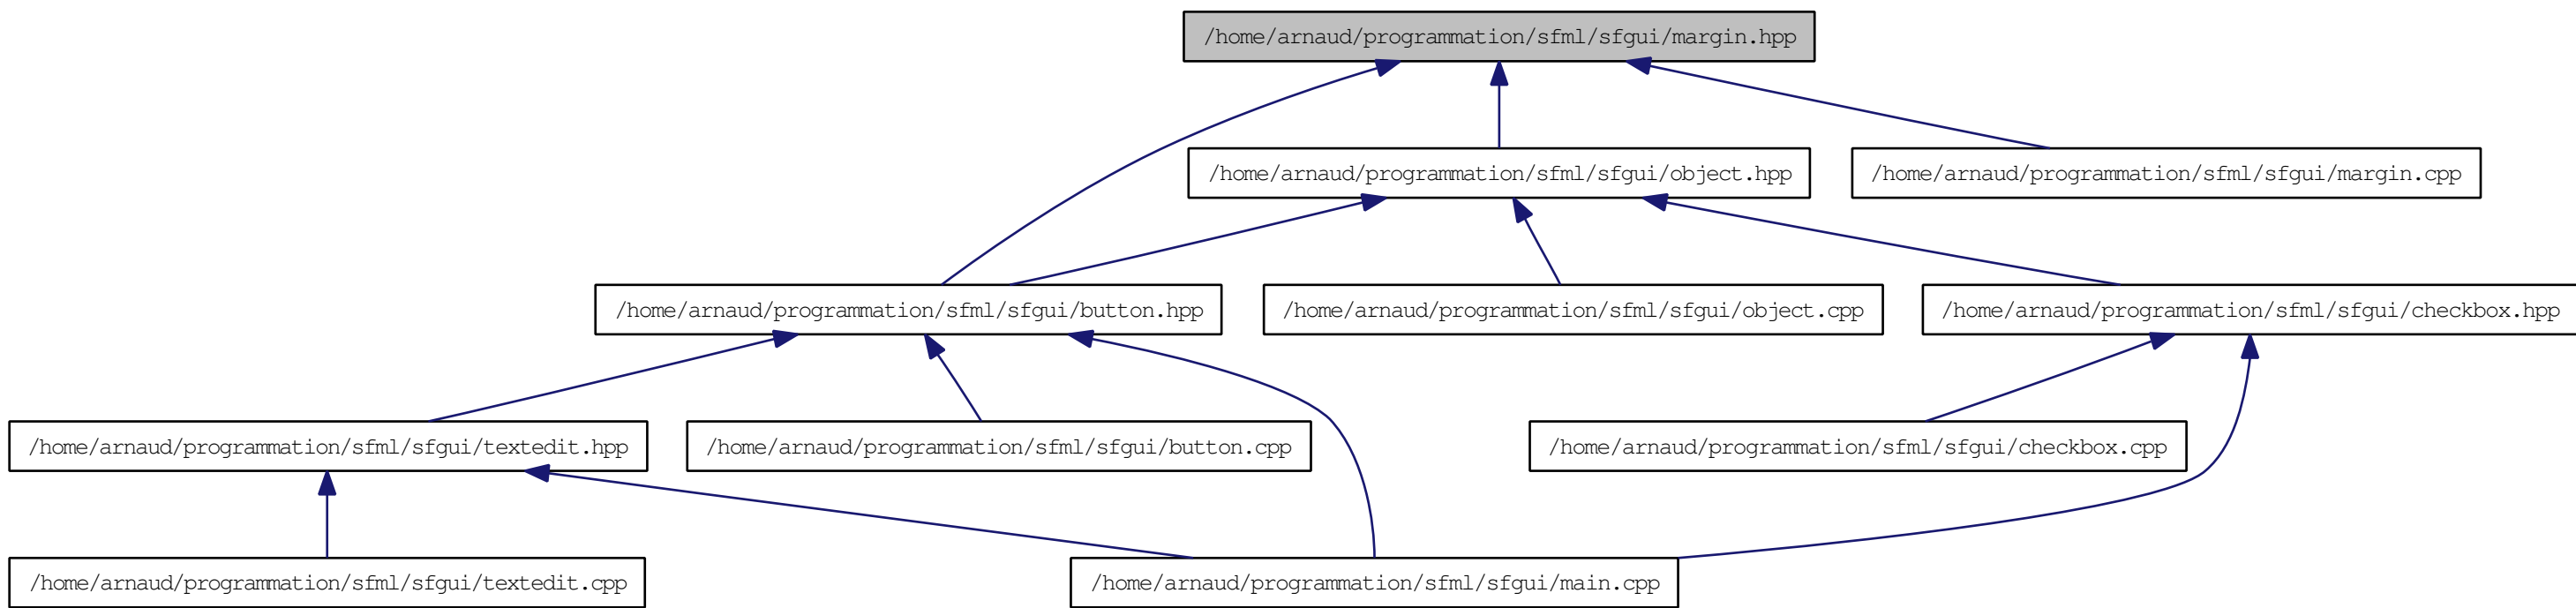 /home/arnaud/programmation/sfml/sfgui/margin.hpp
/home/arnaud/programmation/sfml/sfgui/object.hpp
/home/arnaud/programmation/sfml/sfgui/margin.cpp
/home/arnaud/programmation/sfml/sfgui/button.hpp
/home/arnaud/programmation/sfml/sfgui/object.cpp
/home/arnaud/programmation/sfml/sfgui/checkbox.hpp
/home/arnaud/programmation/sfml/sfgui/textedit.hpp
/home/arnaud/programmation/sfml/sfgui/button.cpp
/home/arnaud/programmation/sfml/sfgui/checkbox.cpp
/home/arnaud/programmation/sfml/sfgui/textedit.cpp
/home/arnaud/programmation/sfml/sfgui/main.cpp